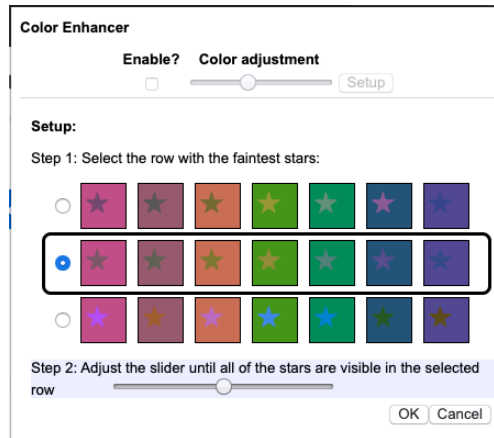 Color Enhancer
Enable? Color adjustment
Setup
Setup:
Step 1: Select the row with the faintest stars:
Step 2: Adjust the slider until all of the stars are visible in the selected
row
OK Cancel